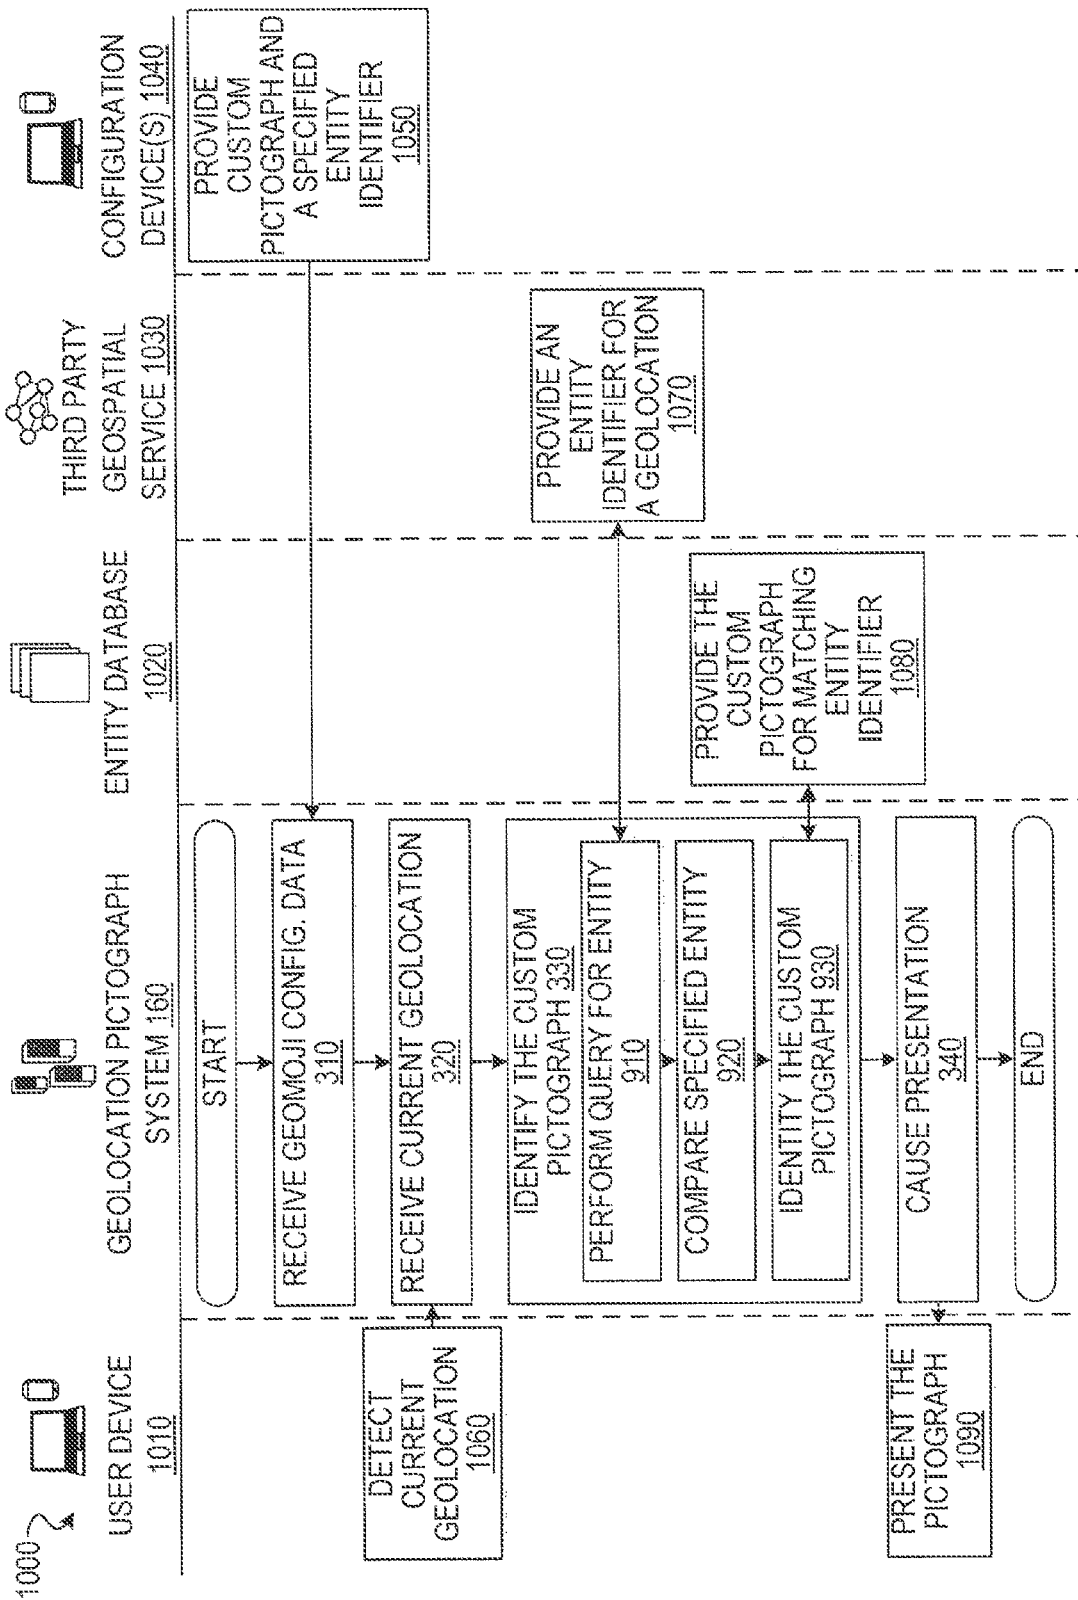 1000
USER DEVICE
1010
GEOLOCATION PICTOGRAPH
SYSTEM 160
ENTITY DATABASE
1020
THIRD PARTY
GEOSPATIAL
SERVICE 1030
CONFIGURATION
DEVICE(S) 1040
START
PROVIDE
CUSTOM
PICTOGRAPH AND
A SPECIFIED
ENTITY
IDENTIFIER
1050
RECEIVE GEOMOJI CONFIG. DATA
310
DETECT
CURRENT
GEOLOCATION
1060
RECEIVE CURRENT GEOLOCATION
320
IDENTIFY THE CUSTOM
PICTOGRAPH 330
PERFORM QUERY FOR ENTITY
910
PROVIDE AN
ENTITY
IDENTIFIER FOR
A GEOLOCATION
1070
COMPARE SPECIFIED ENTITY
920
IDENTITY THE CUSTOM
PICTOGRAPH 930
PROVIDE THE
CUSTOM
PICTOGRAPH
FOR MATCHING
ENTITY
IDENTIFIER
1080
CAUSE PRESENTATION
340
PRESENT THE
PICTOGRAPH
1090
END